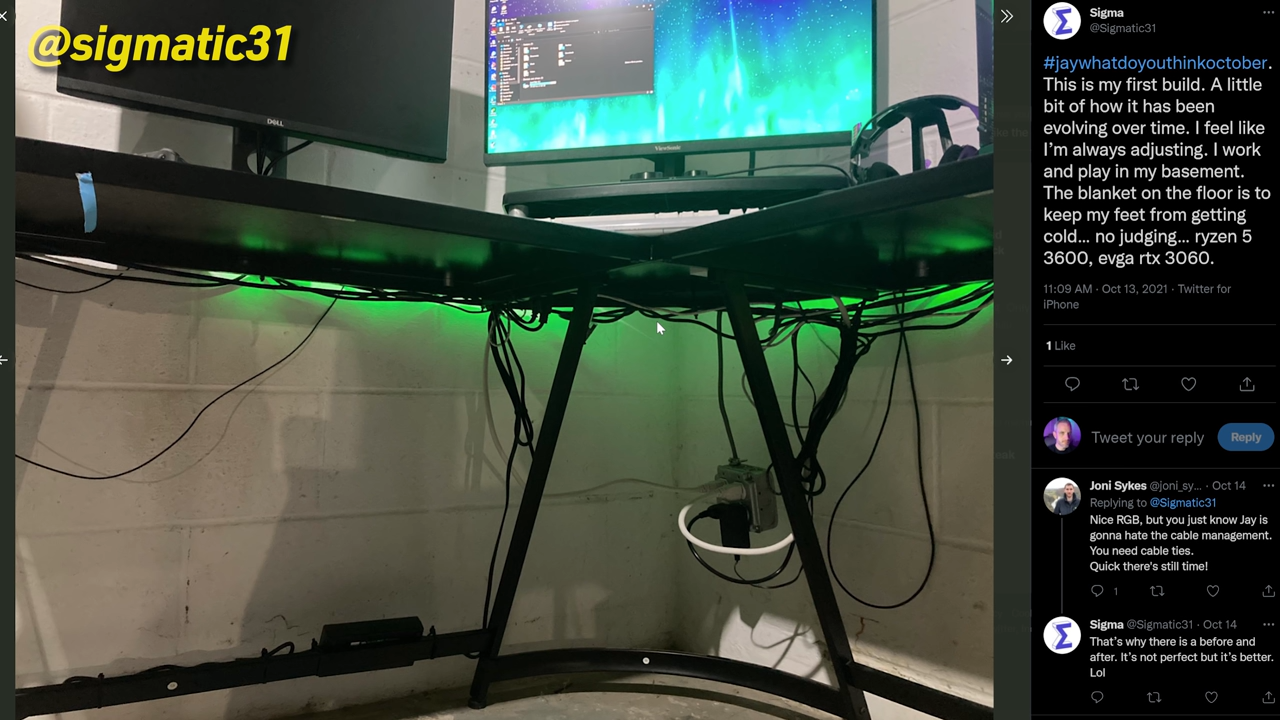 @sigmatic31
DELL
ViewSonic
Sigma
@Sigmatic31
#jaywhatdoyouthinkoctober.
This is my first build. A little
bit of how it has been
evolving over time. I feel like
I'm always adjusting. I work
and play in my basement.
The blanket on the floor is to
keep my feet from getting
cold... no judging... ryzen 5
3600, evga rtx 3060.
11:09 AM · Oct 13, 2021 · Twitter for
iPhone
1 Like
Tweet your reply
Reply
Joni Sykes @joni_sy... · Oct 14
Replying to @Sigmatic31
Nice RGB, but you just know Jay is
gonna hate the cable management.
You need cable ties.
Quick there's still time!
1
Sigma @Sigmatic31 · Oct 14
That's why there is a before and
after. It's not perfect but it's better.
Lol